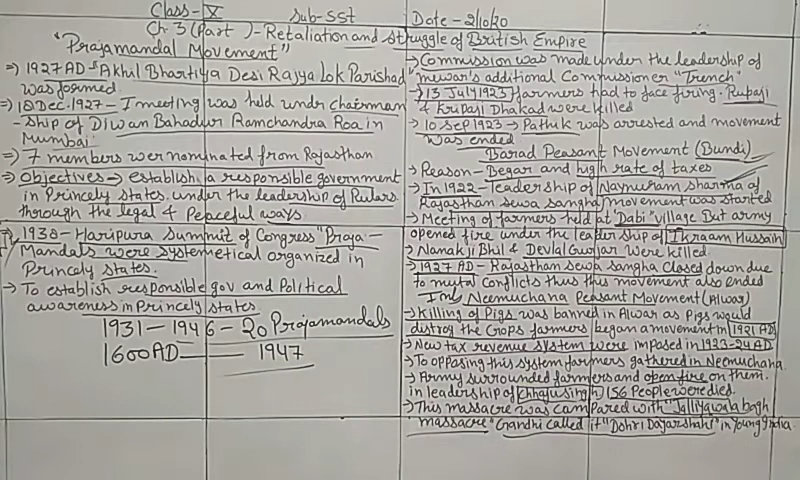 Class - X Sub - SSt Date - 2/10/20
Ch. 3 (Part ) - Retaliation and struggle of British Empire
"Prajamandal Movement"
⇒ 1927 AD - "Akhil Bhartiya Desi Rajya Lok Parishad
was formed
⇒ 18 Dec. 1927 - I meeting was held undr chairman
-ship of Diwan Bahadur Ramchandra Roa in
Mumbai
⇒ 7 members wer nominated from Rajasthan
⇒ Objectives → establish a responsible government
in Princely states under the leadership of Rulars
through the legal & Peaceful ways
1938 - Haripura Summit of Congress "Praja -
Mandals were systemetical organized in
Princaly states.
→ To establish responsible gov and Political
awareness in Princely states
1931 - 1946 - 20 Prajamandals
1600 AD —— 1947
→ Commission was made under the leadership of
mewar's additional Commissioner "Trench"
→ 13 July 1923 farmers had to face firing. Rupaji
& Kripaji Dhakad were killed
→ 10 Sep 1923 → Pathik was arrested and movement
was ended
Barad Peasant Movement (Bundi)
→ Reason - Begar and high rate of taxes
→ In 1922 - leadership of Naynuram sharma of
Rajasthan sewa sangha movement was started
→ Meeting of farmers held at "Dabi" village But army
opened fire under the leadership of Ikraam Hussain
→ Nanak ji Bhil & Devlal Gurjar were killed
→ 1927 AD - Rajasthan sewa sangha closed down due
to mutal conflicts thus this movement also ended
Neemuchana Peasant Movement (Alwar)
→ Killing of Pigs was banned in Alwar as Pigs would
distroy the Crops farmers began a movement in 1921 AD
→ New tax revenue system were impased in 1923-24 AD
→ To opposing this system farmers gathered in Neemuchana
→ Army surrounded farmers and open fire on them.
in leadership of Chhajusingh 156 People were died.
→ This massacre was campared with "Jalliyawala bagh
massacre" Gandhi called it "Dohri Dayarshahi" in Young India